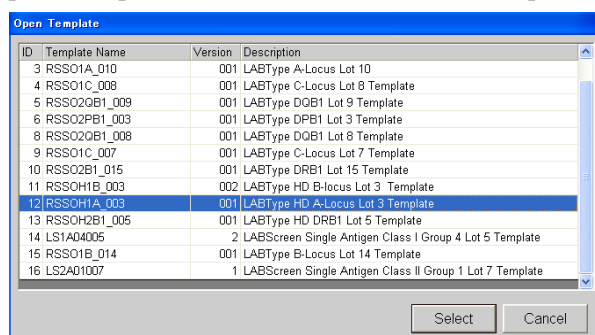 Open Template
ID Template Name Version Description
3 RSSO1A_010 001 LABType A-Locus Lot 10
4 RSSO1C_008 001 LABType C-Locus Lot 8 Template
5 RSSO2QB1_009 001 LABType DQB1 Lot 9 Template
6 RSSO2PB1_003 001 LABType DPB1 Lot 3 Template
8 RSSO2QB1_008 001 LABType DQB1 Lot 8 Template
9 RSSO1C_007 001 LABType C-Locus Lot 7 Template
10 RSSO2B1_015 001 LABType DRB1 Lot 15 Template
11 RSSOH1B_003 002 LABType HD B-locus Lot 3 Template
12 RSSOH1A_003 001 LABType HD A-Locus Lot 3 Template
13 RSSOH2B1_005 001 LABType HD DRB1 Lot 5 Template
14 LS1A04005 2 LABScreen Single Antigen Class I Group 4 Lot 5 Template
15 RSSO1B_014 001 LABType B-Locus Lot 14 Template
16 LS2A01007 1 LABScreen Single Antigen Class II Group 1 Lot 7 Template
Select Cancel